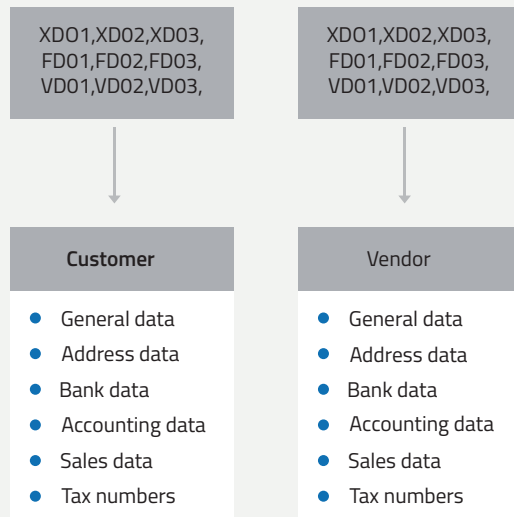 XDO1,XD02,XD03,
FD01,FD02,FD03,
VD01,VD02,VD03,
Customer
General data
Address data
Bank data
Accounting data
Sales data
Tax numbers
XDO1,XD02,XD03,
FD01,FD02,FD03,
VD01,VD02,VD03,
Vendor
General data
Address data
Bank data
Accounting data
Sales data
Tax numbers